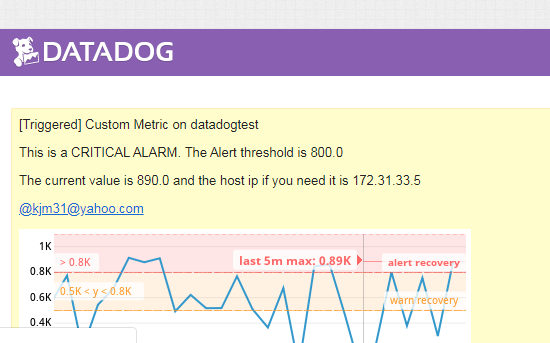 DATADOG
[Triggered] Custom Metric on datadogtest
This is a CRITICAL ALARM. The Alert threshold is 800.0
The current value is 890.0 and the host ip if you need it is 172.31.33.5
@kjm31@yahoo.com
1K
> 0.8K
last 5m max: 0.89K
alert recovery
0.8K
0.5K < y < 0.8K
warn recovery
0.6K
0.4K